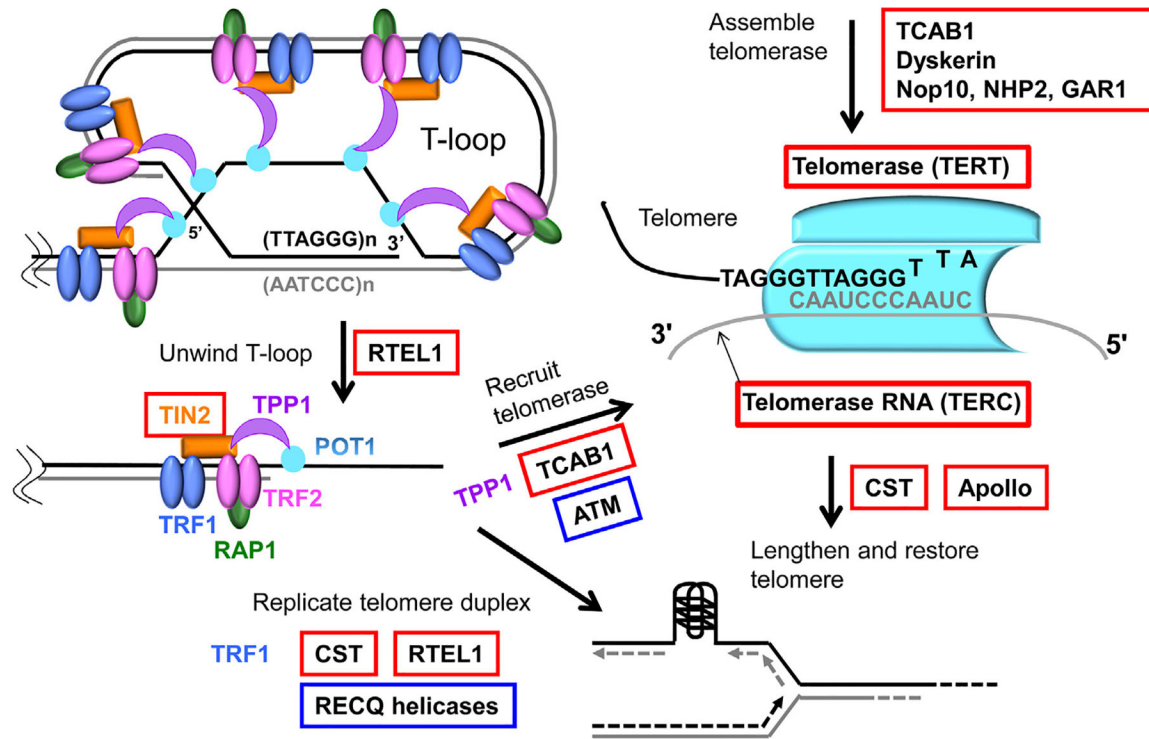 T-loop
5'
(TTAGGG)n 3'
(AATCCC)n
Unwind T-loop
RTEL1
TIN2
TPP1
POT1
TRF2
TRF1
RAP1
Recruit
telomerase
TPP1
TCAB1
ATM
Replicate telomere duplex
TRF1
CST
RTEL1
RECQ helicases
Assemble
telomerase
TCAB1
Dyskerin
Nop10, NHP2, GAR1
Telomerase (TERT)
Telomere
TAGGGTTAGGGTTA
CAAUCCCAAUC
3'
5'
Telomerase RNA (TERC)
CST
Apollo
Lengthen and restore
telomere